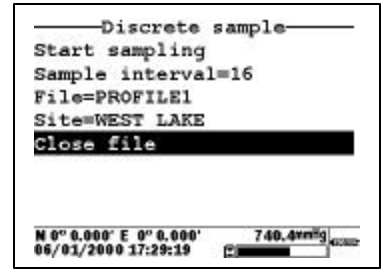 Discrete sample
Start sampling
Sample interval=16
File=PROFILE1
Site=WEST LAKE
Close file
N 0° 0.000' E 0° 0.000' 740.4mmHg
06/01/2000 17:29:19